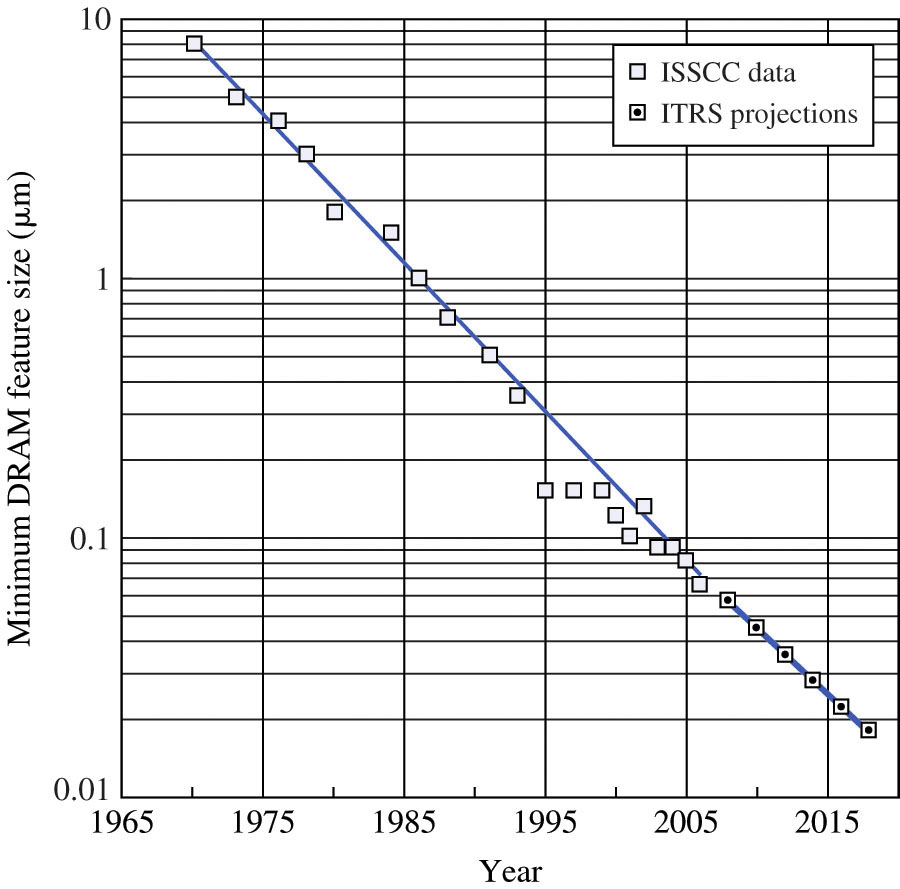 10
ISSCC data
ITRS projections
1
0.1
0.01
Minimum DRAM feature size (μm)
1965 1975 1985 1995 2005 2015
Year